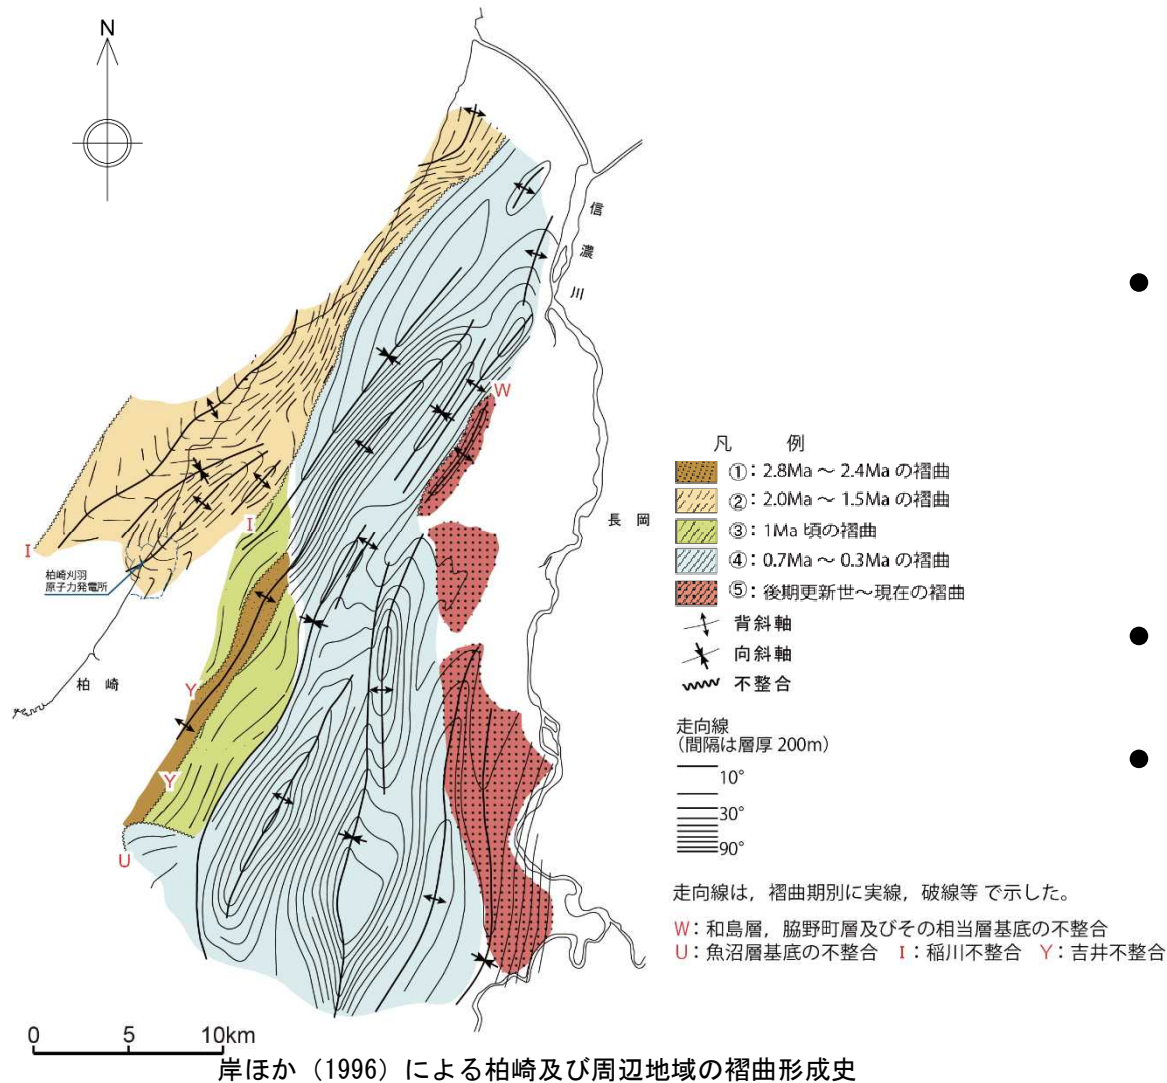 N
信
濃
川
W
長 岡
I
I
柏崎刈羽
原子力発電所
柏 崎
Y
Y
U
凡 例
①：2.8Ma ～ 2.4Ma の褶曲
②：2.0Ma ～ 1.5Ma の褶曲
③：1Ma 頃の褶曲
④：0.7Ma ～ 0.3Ma の褶曲
⑤：後期更新世～現在の褶曲
背斜軸
向斜軸
不整合
走向線
(間隔は層厚 200m)
10°
30°
90°
走向線は，褶曲期別に実線，破線等 で示した。
W：和島層，脇野町層及びその相当層基底の不整合
U：魚沼層基底の不整合 I：稲川不整合 Y：吉井不整合
0 5 10km
岸ほか（1996）による柏崎及び周辺地域の褶曲形成史